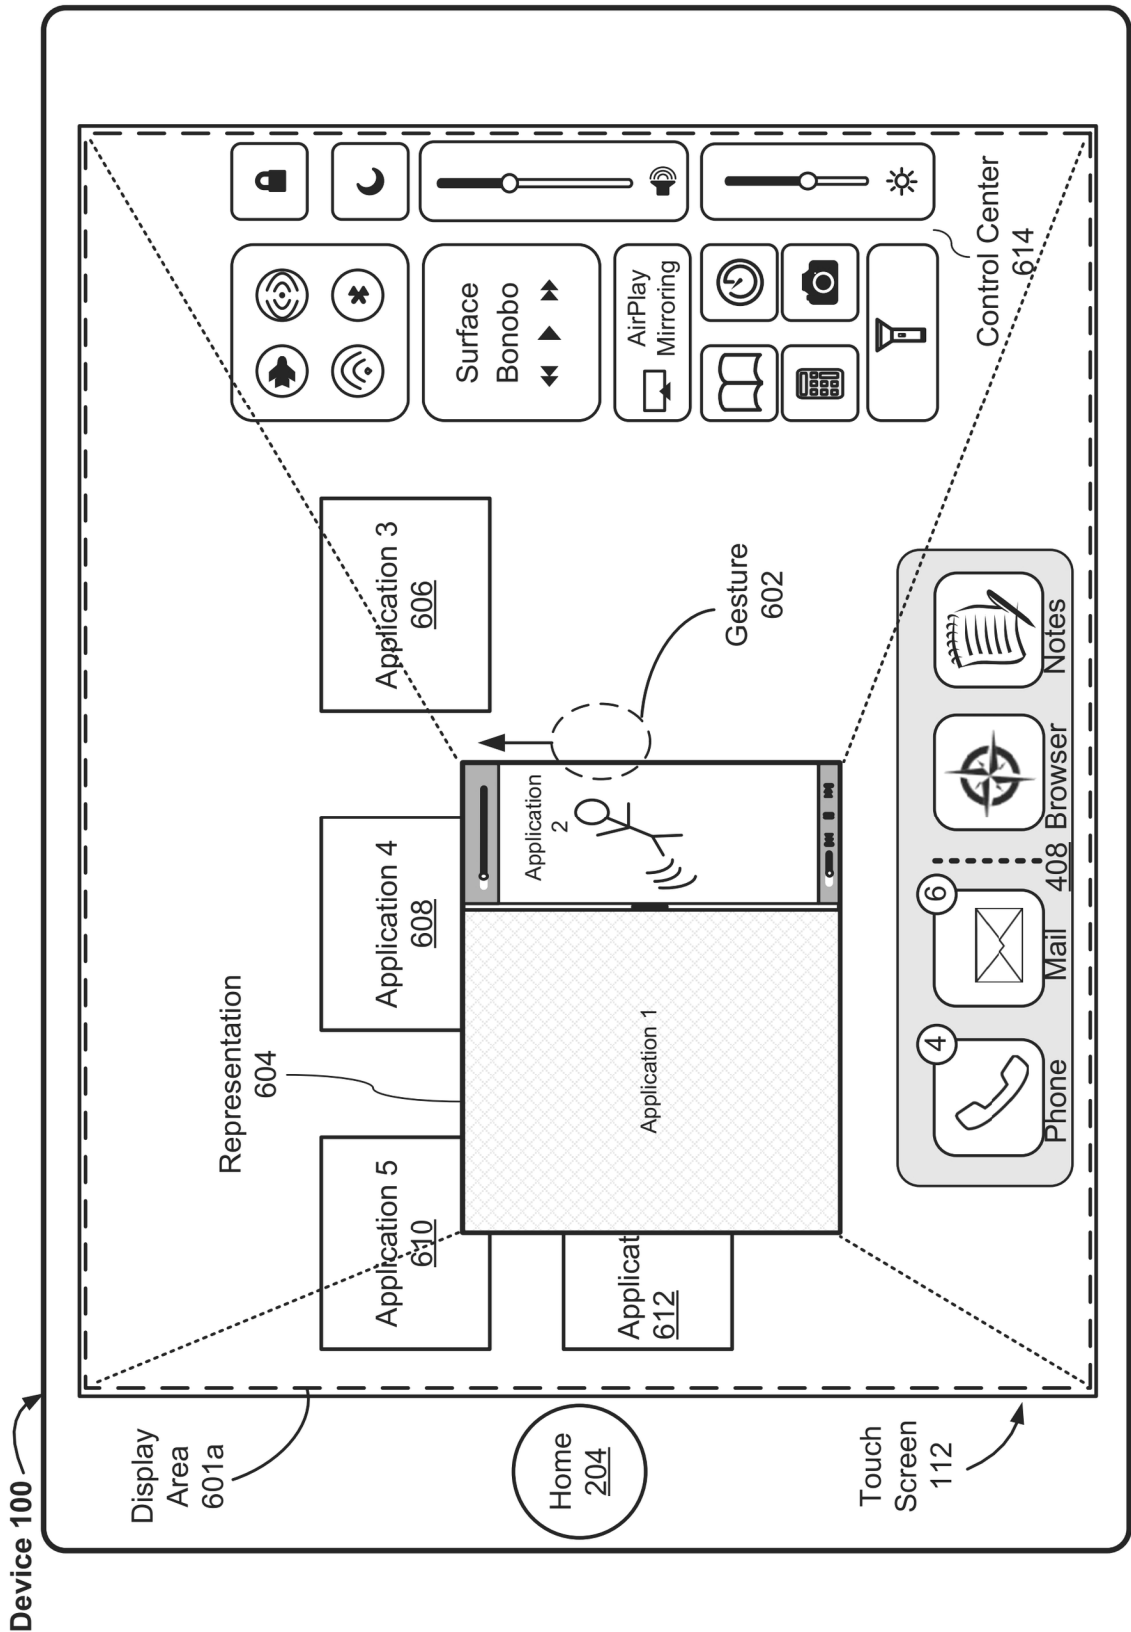 Device 100
Display
Area
601a
Home
204
Touch
Screen
112
Representation
604
Application 5
610
Application 4
608
Application 3
606
Applicat
612
Application 1
Application
2
Gesture
602
Surface
Bonobo
AirPlay
Mirroring
Control Center
614
4
6
Phone
Mail
408
Browser
Notes